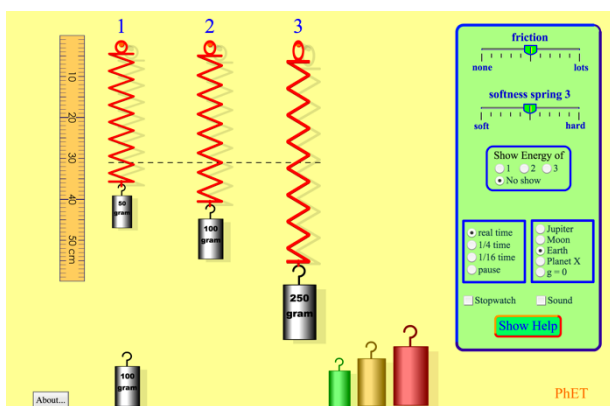 1 2 3
10
20
30
40
50 cm
50
gram
100
gram
250
gram
100
gram
About...
friction
none lots
softness spring 3
soft hard
Show Energy of
1 2 3
No show
real time
1/4 time
1/16 time
pause
Jupiter
Moon
Earth
Planet X
g = 0
Stopwatch Sound
Show Help
PhET